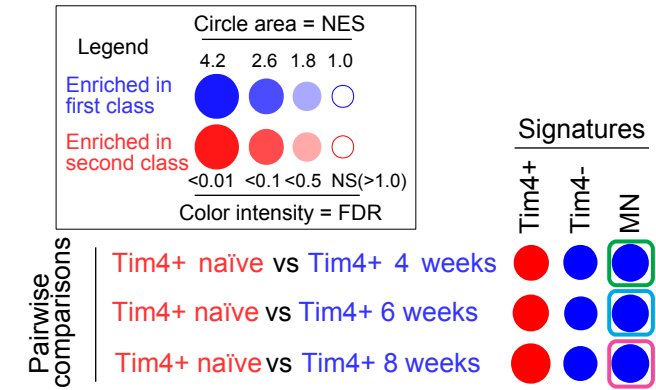 Circle area = NES
Legend
4.2 2.6 1.8 1.0
Enriched in
first class
Enriched in
second class
<0.01 <0.1 <0.5 NS(>1.0)
Color intensity = FDR
Signatures
Tim4+ Tim4- MN
Pairwise
comparisons
Tim4+ naïve vs Tim4+ 4 weeks
Tim4+ naïve vs Tim4+ 6 weeks
Tim4+ naïve vs Tim4+ 8 weeks